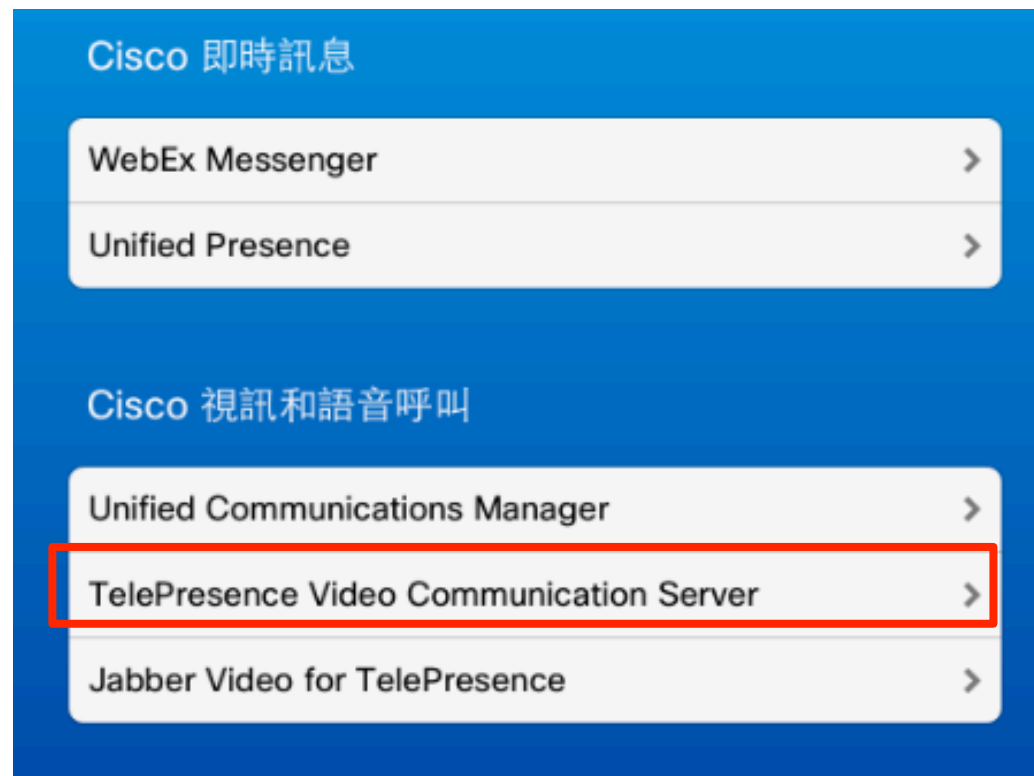 Cisco 即時訊息
WebEx Messenger
Unified Presence
Cisco 視訊和語音呼叫
Unified Communications Manager
TelePresence Video Communication Server
Jabber Video for TelePresence